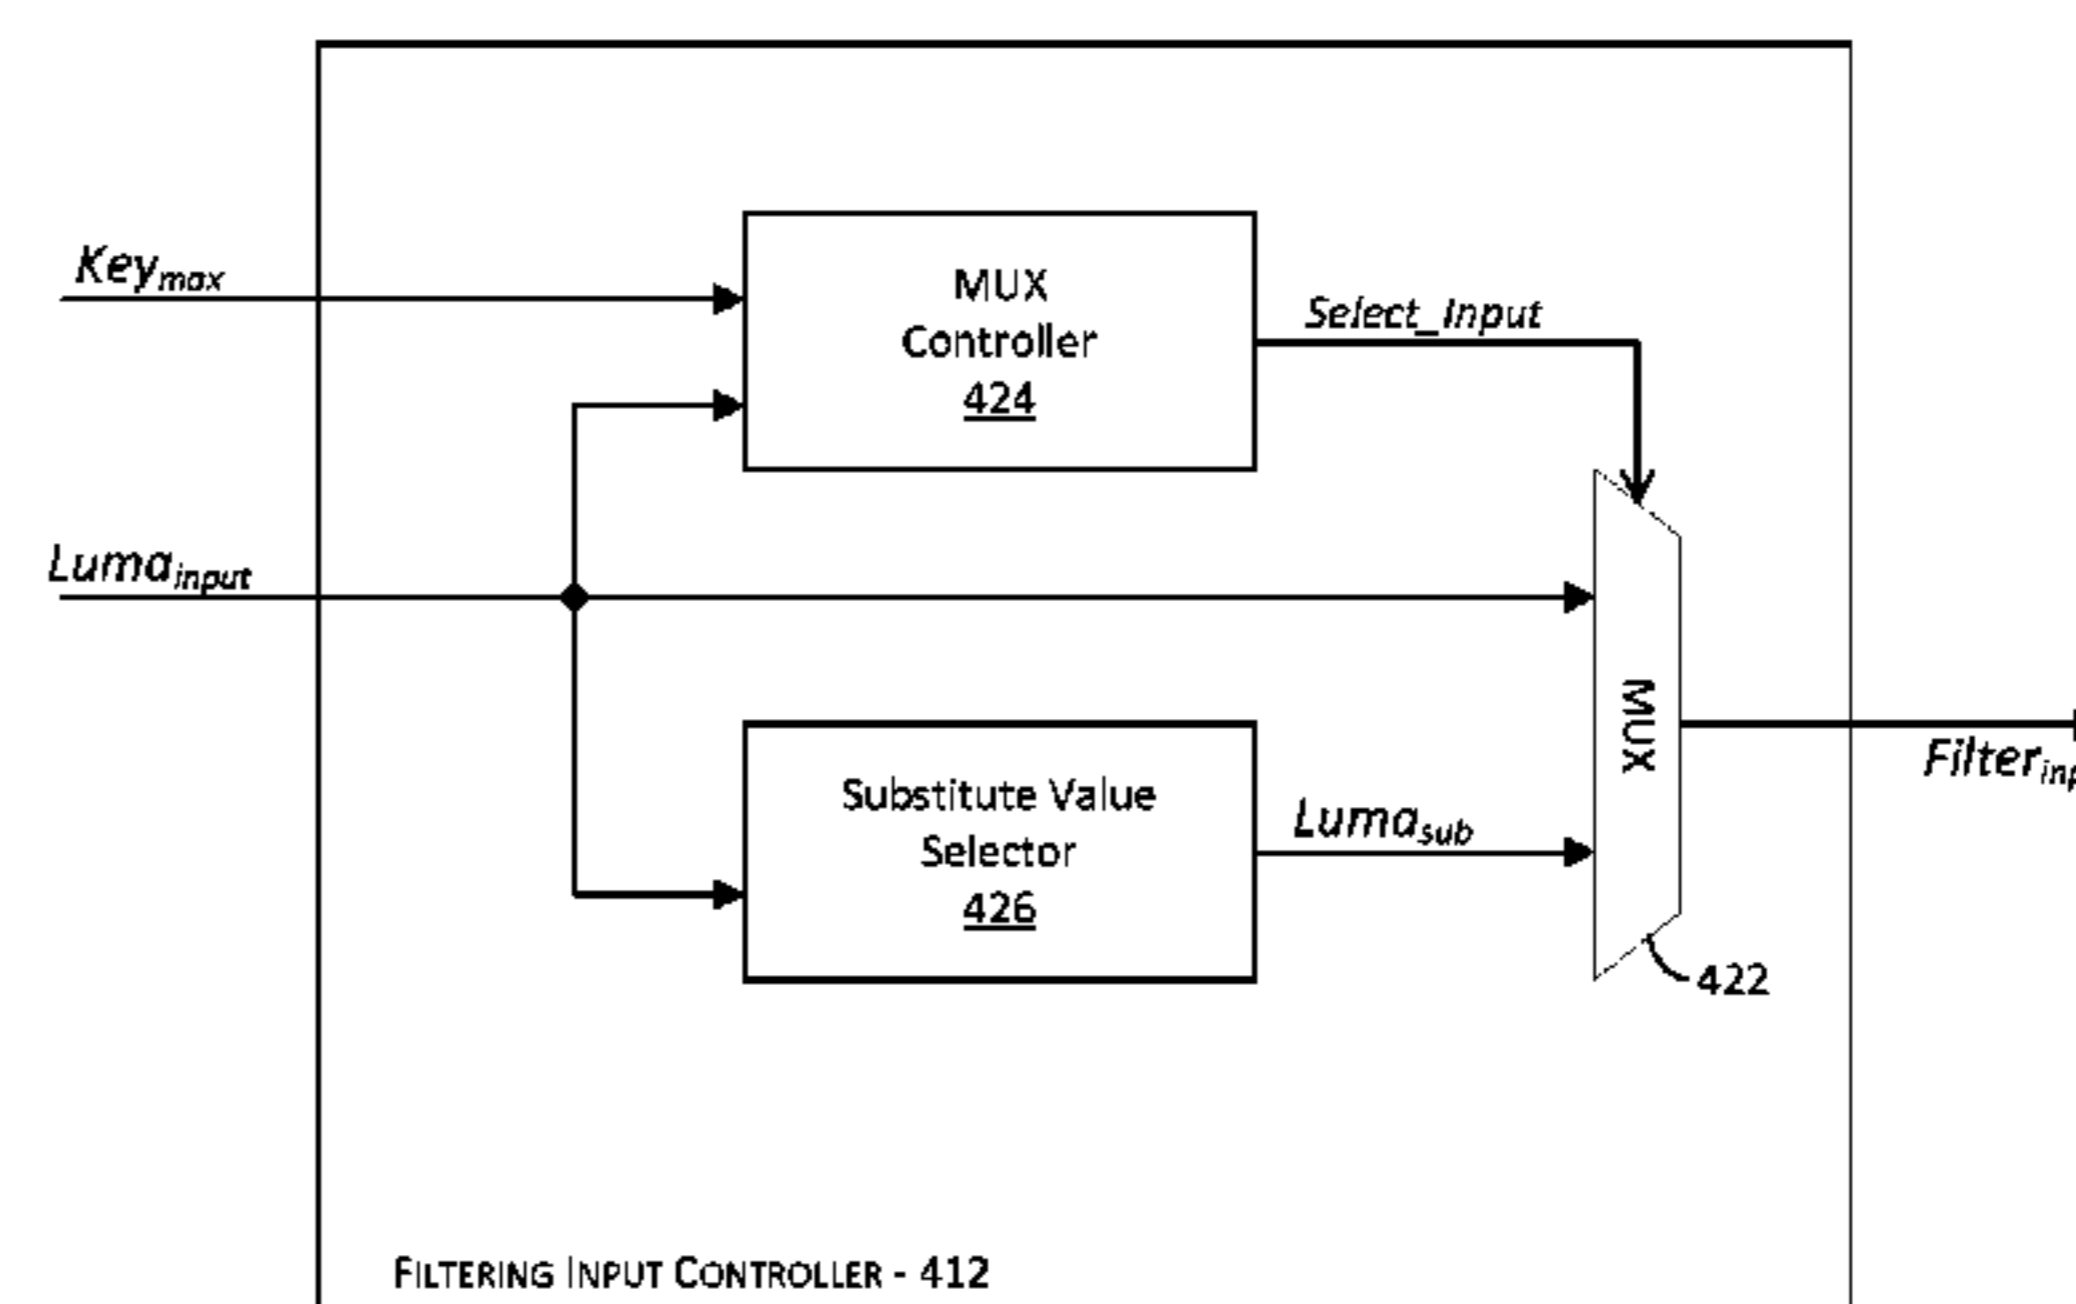 Keymax
MUX
Controller
424
Select_Input
Lumainput
MUX
Substitute Value
Selector
426
Lumasub
422
FILTERING INPUT CONTROLLER - 412